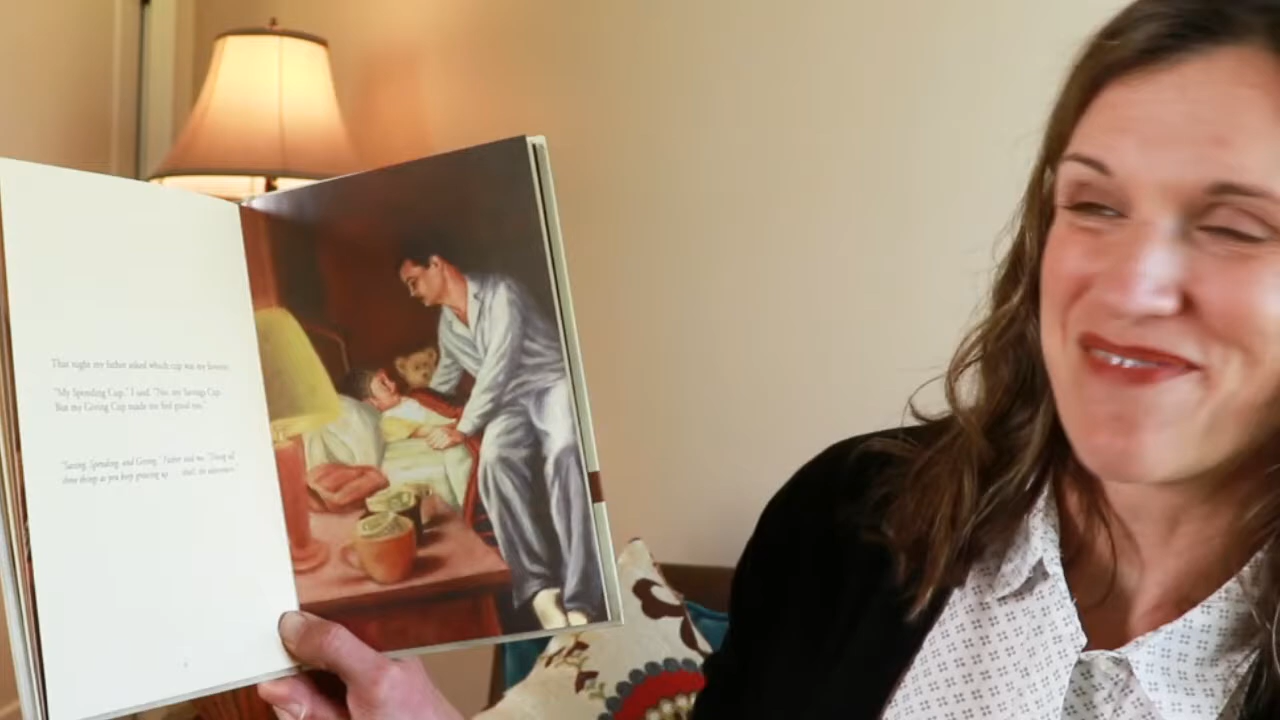 That night my father asked which cup was my favorite.
"My Spending Cup," I said. "No, my Savings Cup.
But my Giving Cup made me feel good too."
"Saving, Spending, and Giving," Father told me. "Doing all
three things as you keep growing up